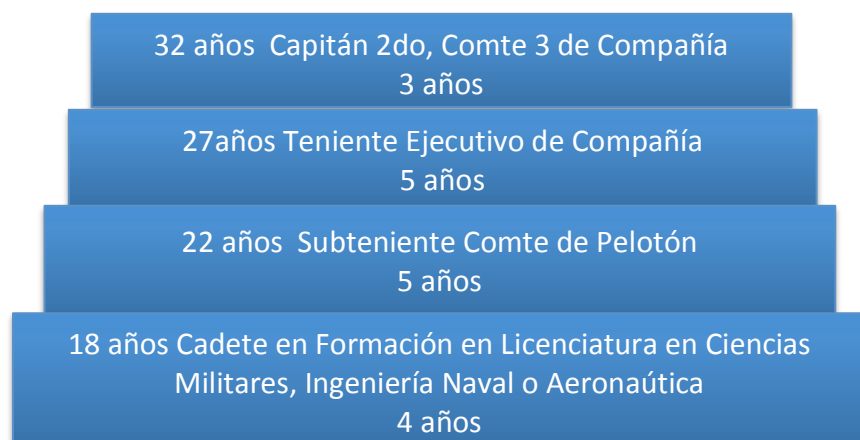 32 años  Capitán 2do, Comte 3 de Compañía
3 años
27años Teniente Ejecutivo de Compañía
5 años
22 años  Subteniente Comte de Pelotón
5 años
18 años Cadete en Formación en Licenciatura en Ciencias
Militares, Ingeniería Naval o Aeronaútica
4 años